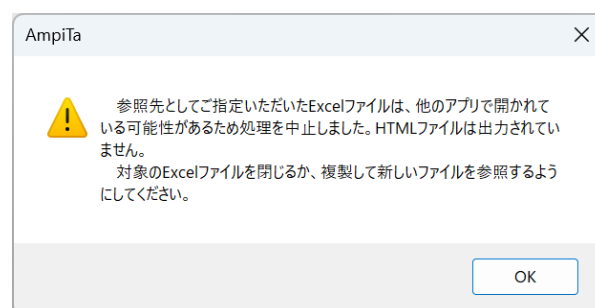 AmpiTa
　参照先としてご指定いただいたExcelファイルは、他のアプリで開かれて
いる可能性があるため処理を中止しました。HTMLファイルは出力されてい
ません。
　対象のExcelファイルを閉じるか、複製して新しいファイルを参照するよう
にしてください。
OK